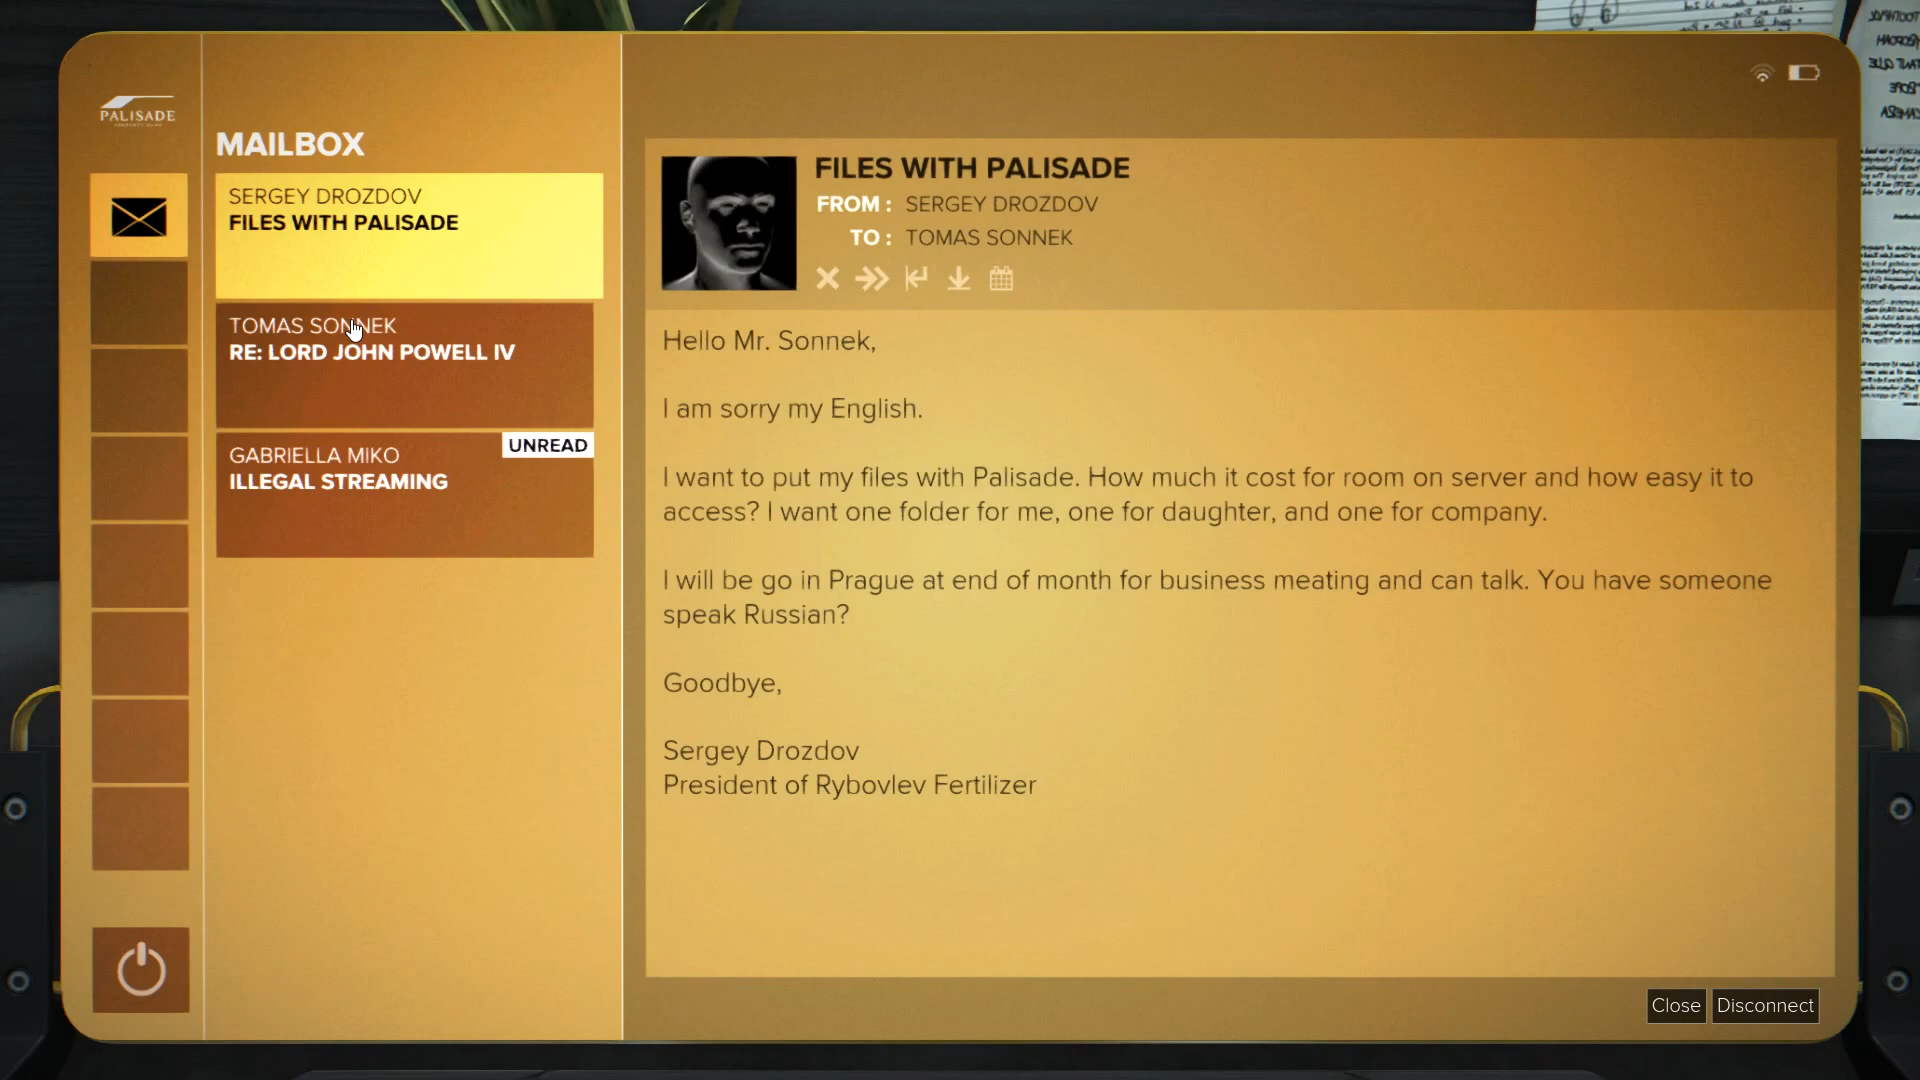 PALISADE
MAILBOX
SERGEY DROZDOV
FILES WITH PALISADE
TOMAS SONNEK
RE: LORD JOHN POWELL IV
GABRIELLA MIKO
UNREAD
ILLEGAL STREAMING
FILES WITH PALISADE
FROM : SERGEY DROZDOV
TO : TOMAS SONNEK
Hello Mr. Sonnek,
I am sorry my English.
I want to put my files with Palisade. How much it cost for room on server and how easy it to
access? I want one folder for me, one for daughter, and one for company.
I will be go in Prague at end of month for business meating and can talk. You have someone
speak Russian?
Goodbye,
Sergey Drozdov
President of Rybovlev Fertilizer
Close
Disconnect